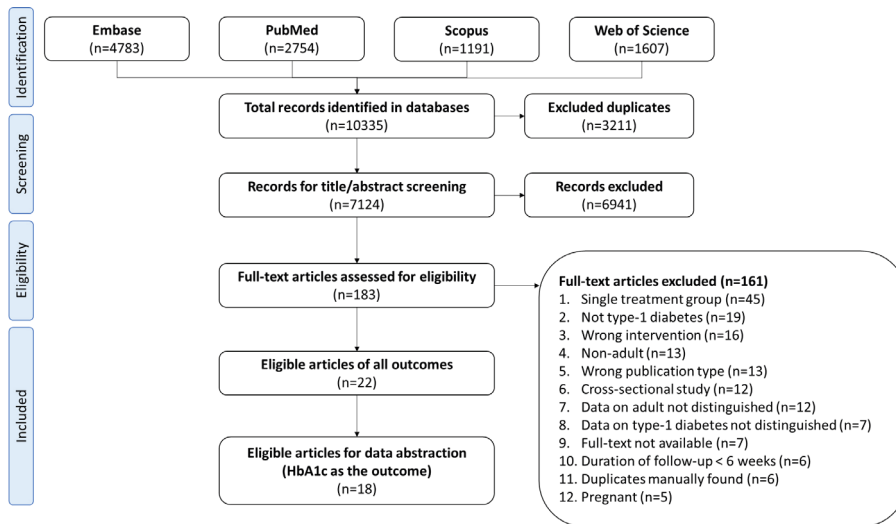 Identification
Embase
(n=4783)
PubMed
(n=2754)
Scopus
(n=1191)
Web of Science
(n=1607)
Total records identified in databases
(n=10335)
Excluded duplicates
(n=3211)
Screening
Records for title/abstract screening
(n=7124)
Records excluded
(n=6941)
Eligibility
Full-text articles assessed for eligibility
(n=183)
Full-text articles excluded (n=161)
1. Single treatment group (n=45)
2. Not type-1 diabetes (n=19)
3. Wrong intervention (n=16)
4. Non-adult (n=13)
5. Wrong publication type (n=13)
6. Cross-sectional study (n=12)
7. Data on adult not distinguished (n=12)
8. Data on type-1 diabetes not distinguished (n=7)
9. Full-text not available (n=7)
10. Duration of follow-up < 6 weeks (n=6)
11. Duplicates manually found (n=6)
12. Pregnant (n=5)
Included
Eligible articles of all outcomes
(n=22)
Eligible articles for data abstraction
(HbA1c as the outcome)
(n=18)